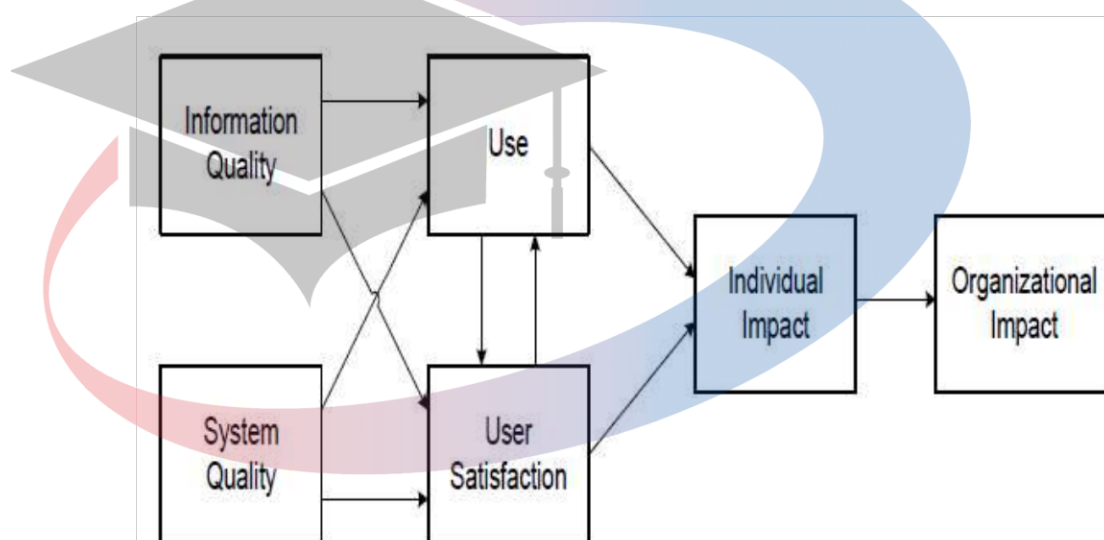 Information
Quality
Use
Individual
Impact
Organizational
Impact
System
Quality
User
Satisfaction